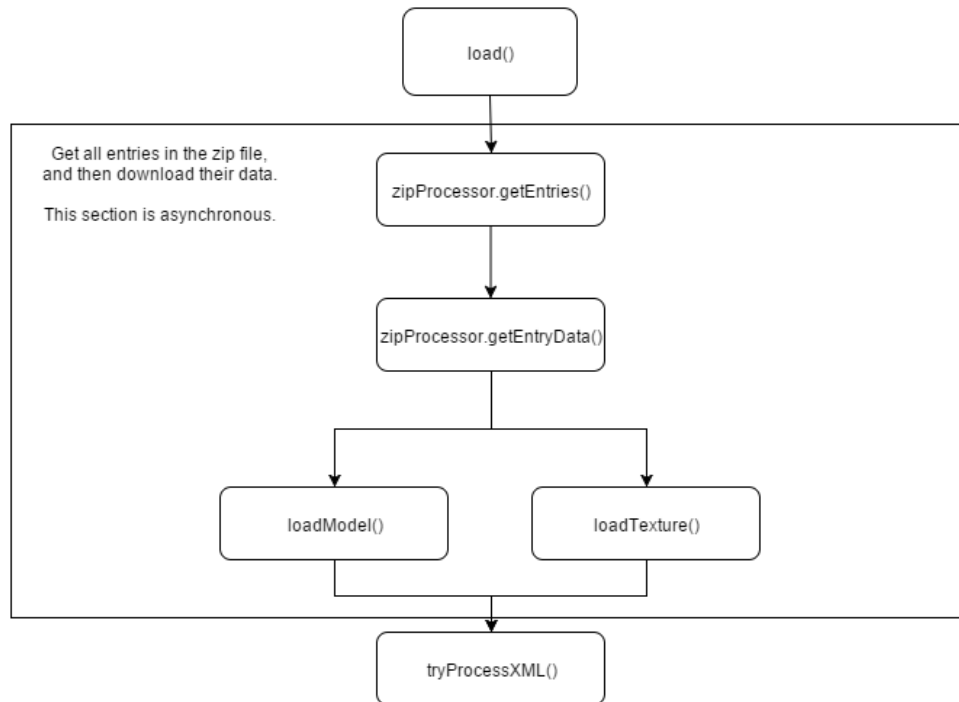 load()
Get all entries in the zip file,
and then download their data.
This section is asynchronous.
zipProcessor.getEntries()
zipProcessor.getEntryData()
loadModel()
loadTexture()
tryProcessXML()